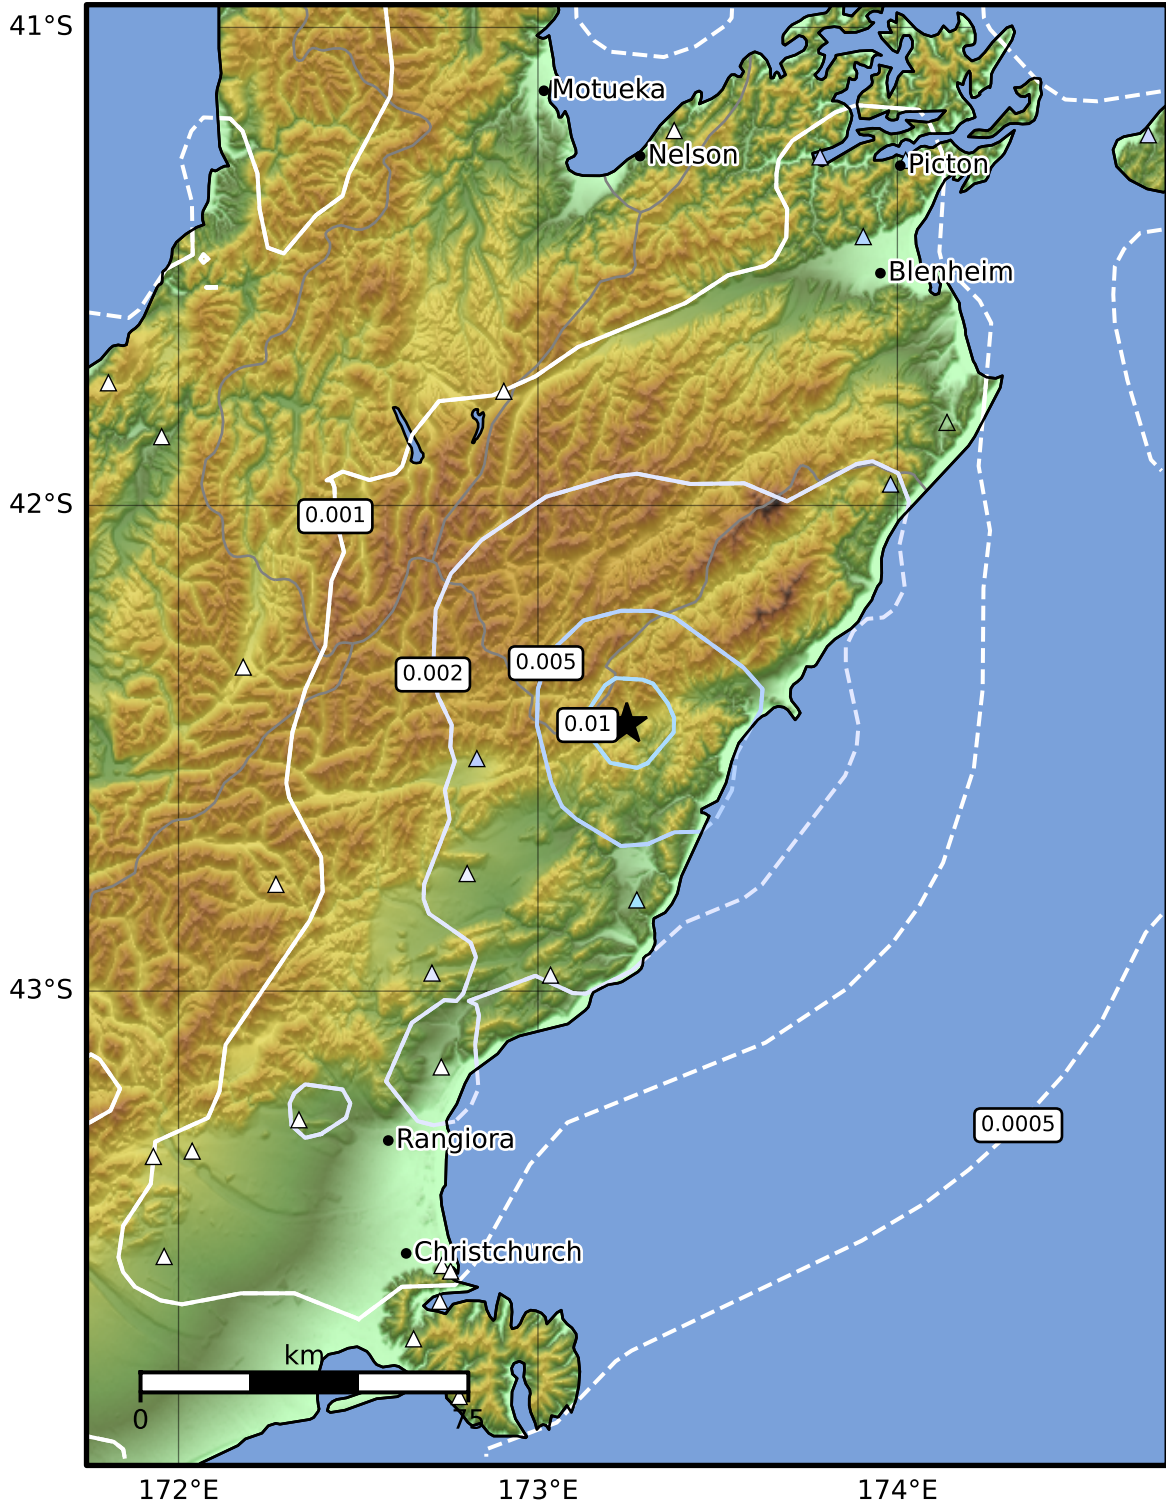 41°S
Motueka
Nelson
Picton
Blenheim
42°S
0.001
0.002
0.005
0.01
43°S
0.0005
Rangiora
Christchurch
km
0
75
172°E
173°E
174°E